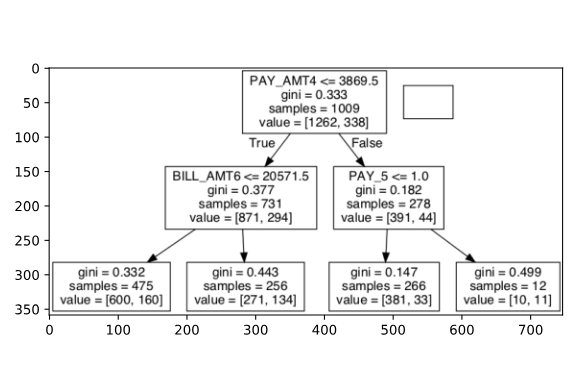 PAY_AMT4 <= 3869.5
gini = 0.333
samples = 1009
value = [1262, 338]
True
False
BILL_AMT6 <= 20571.5
gini = 0.377
samples = 731
value = [871, 294]
PAY_5 <= 1.0
gini = 0.182
samples = 278
value = [391, 44]
gini = 0.332
samples = 475
value = [600, 160]
gini = 0.443
samples = 256
value = [271, 134]
gini = 0.147
samples = 266
value = [381, 33]
gini = 0.499
samples = 12
value = [10, 11]
0
50
100
150
200
250
300
350
0
100
200
300
400
500
600
700